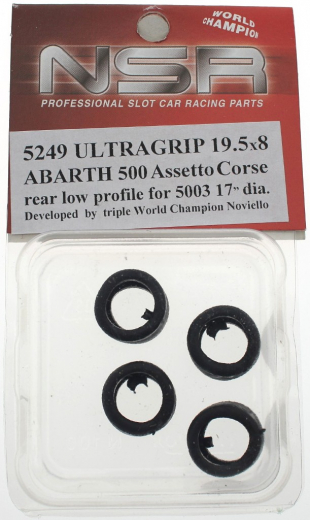 WORLD
CHAMPION
NSR
PROFESSIONAL SLOT CAR RACING PARTS
5249 ULTRAGRIP 19.5x8
ABARTH 500 Assetto Corse
rear low profile for 5003 17" dia.
Developed by triple World Champion Noviello